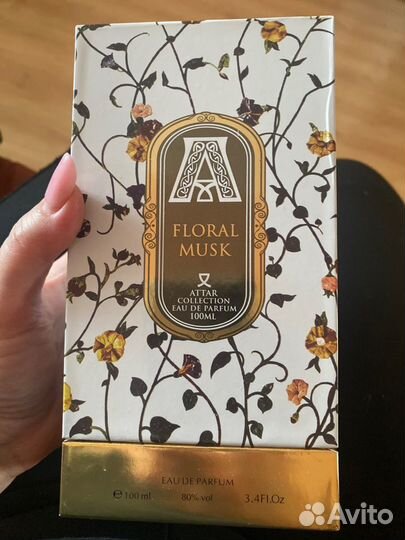 A
FLORAL
MUSK
ATTAR
COLLECTION
EAU DE PARFUM
100ML
EAU DE PARFUM
℮ 100 ml 80% vol 3.4Fl.Oz
Avito